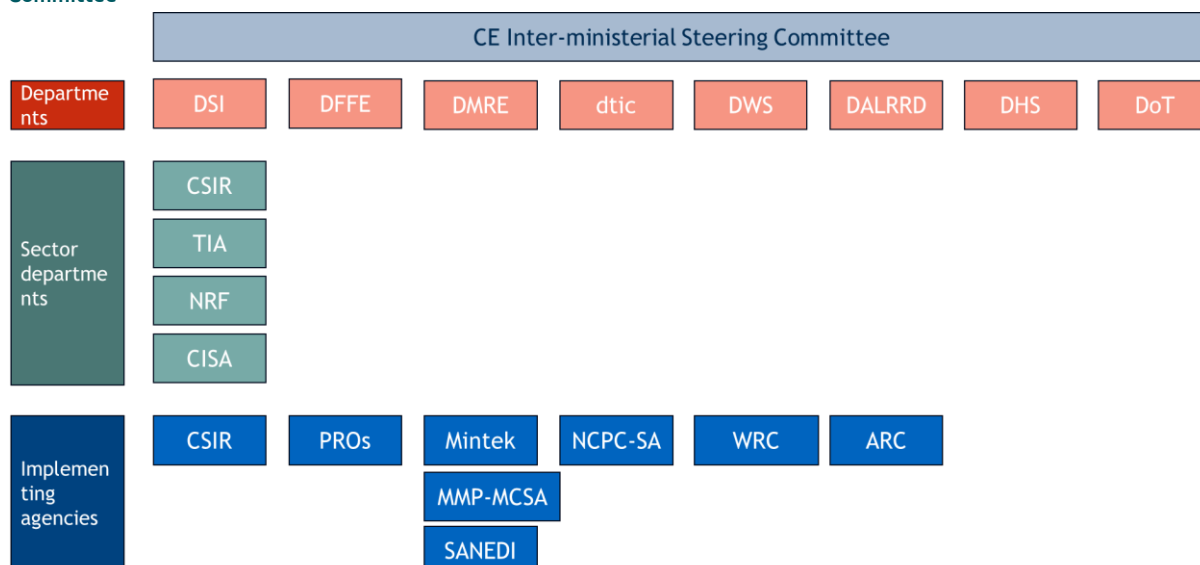 Committee
CE Inter-ministerial Steering Committee
Departme
nts
DSI
DFFE
DMRE
dtic
DWS
DALRRD
DHS
DoT
Sector
departme
nts
CSIR
TIA
NRF
CISA
Implemen
ting
agencies
CSIR
PROs
Mintek
NCPC-SA
WRC
ARC
MMP-MCSA
SANEDI